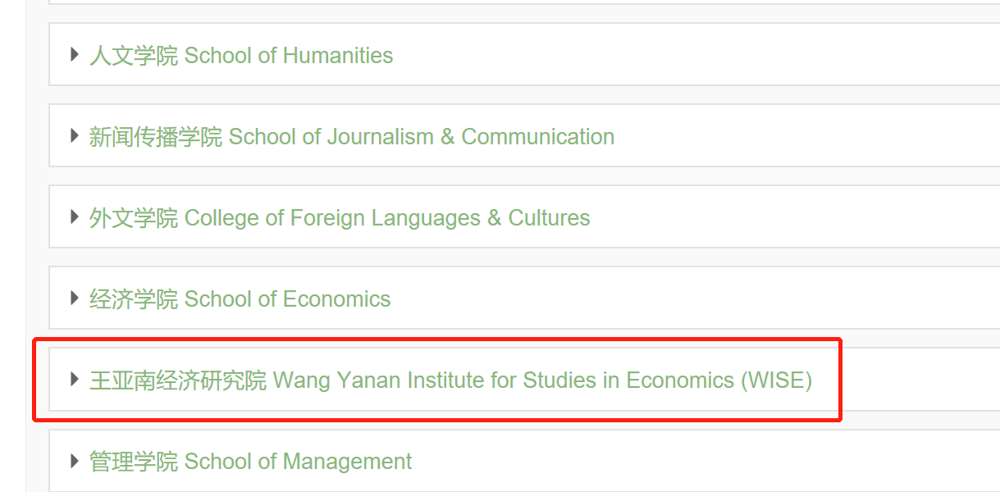 人文学院 School of Humanities
新闻传播学院 School of Journalism & Communication
外文学院 College of Foreign Languages & Cultures
经济学院 School of Economics
王亚南经济研究院 Wang Yanan Institute for Studies in Economics (WISE)
管理学院 School of Management